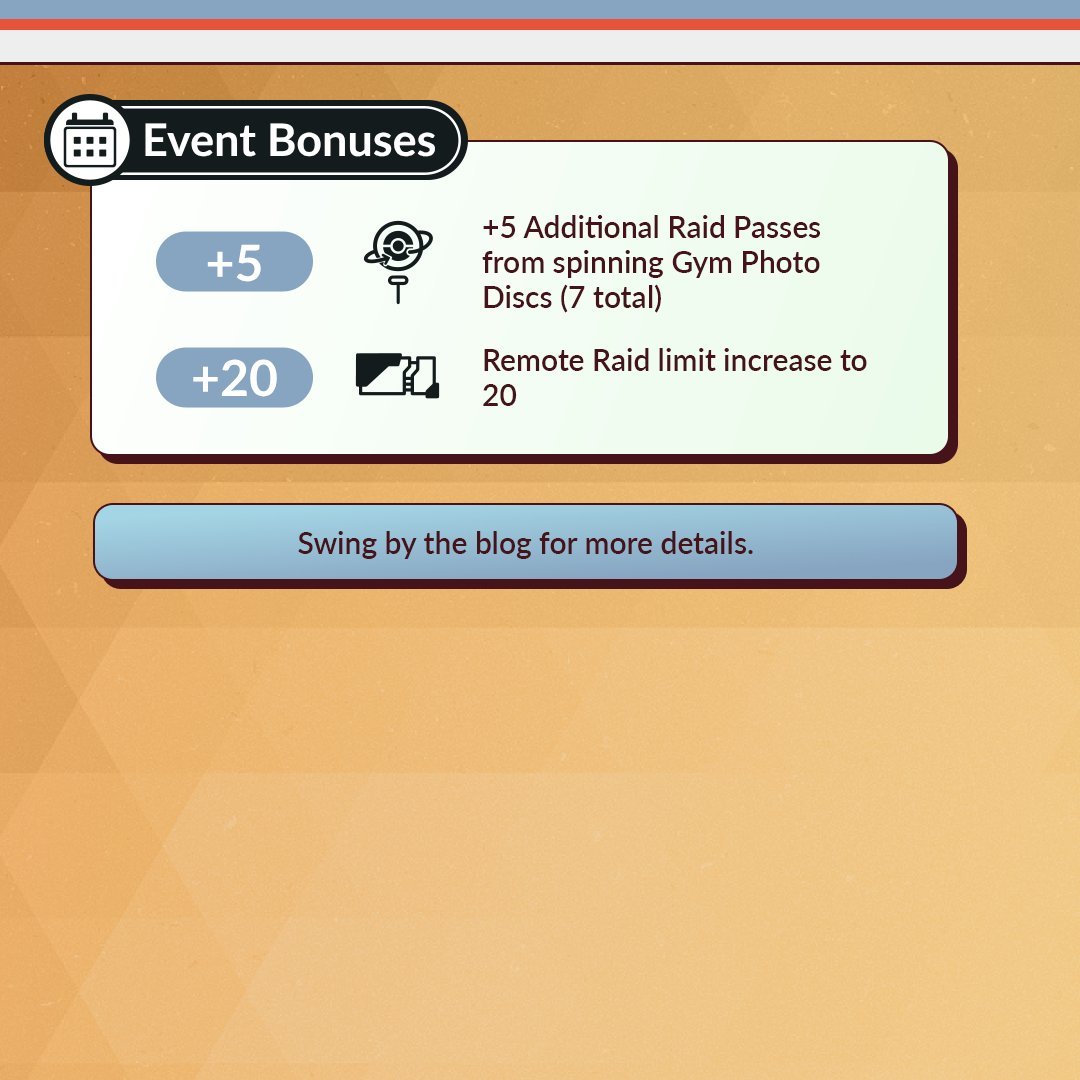 Event Bonuses
+5
+5 Additional Raid Passes
from spinning Gym Photo
Discs (7 total)
+20
Remote Raid limit increase to
20
Swing by the blog for more details.